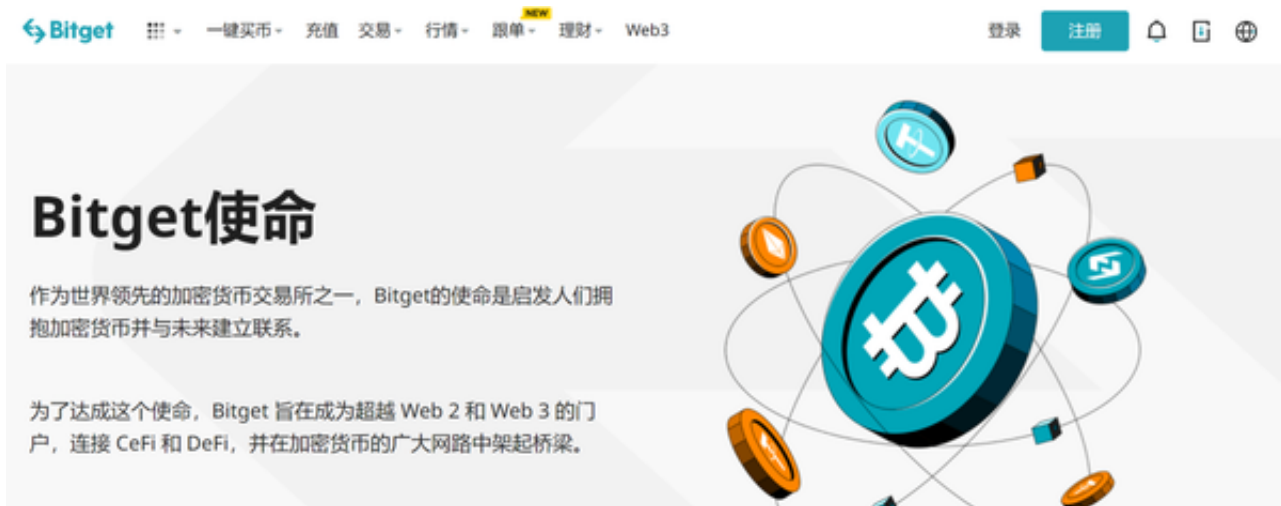 Bitget 一键买币 充值 交易 行情 跟单 NEW 理财 Web3 登录 注册
Bitget使命
作为世界领先的加密货币交易所之一，Bitget的使命是启发人们拥
抱加密货币并与未来建立联系。
为了达成这个使命，Bitget 旨在成为超越 Web 2 和 Web 3 的门
户，连接 CeFi 和 DeFi，并在加密货币的广大网路中架起桥梁。